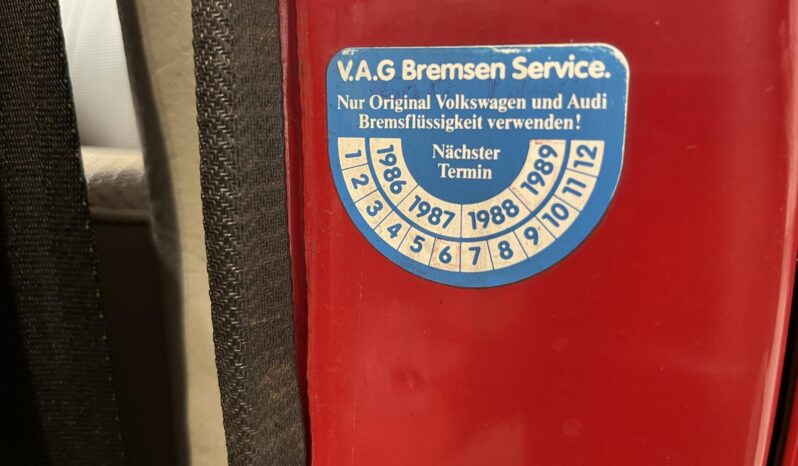 V.A.G Bremsen Service.
Nur Original Volkswagen und Audi
Bremsflüssigkeit verwenden!
Nächster
Termin
1986 1987 1988 1989
1 2 3 4 5 6 7 8 9 10 11 12